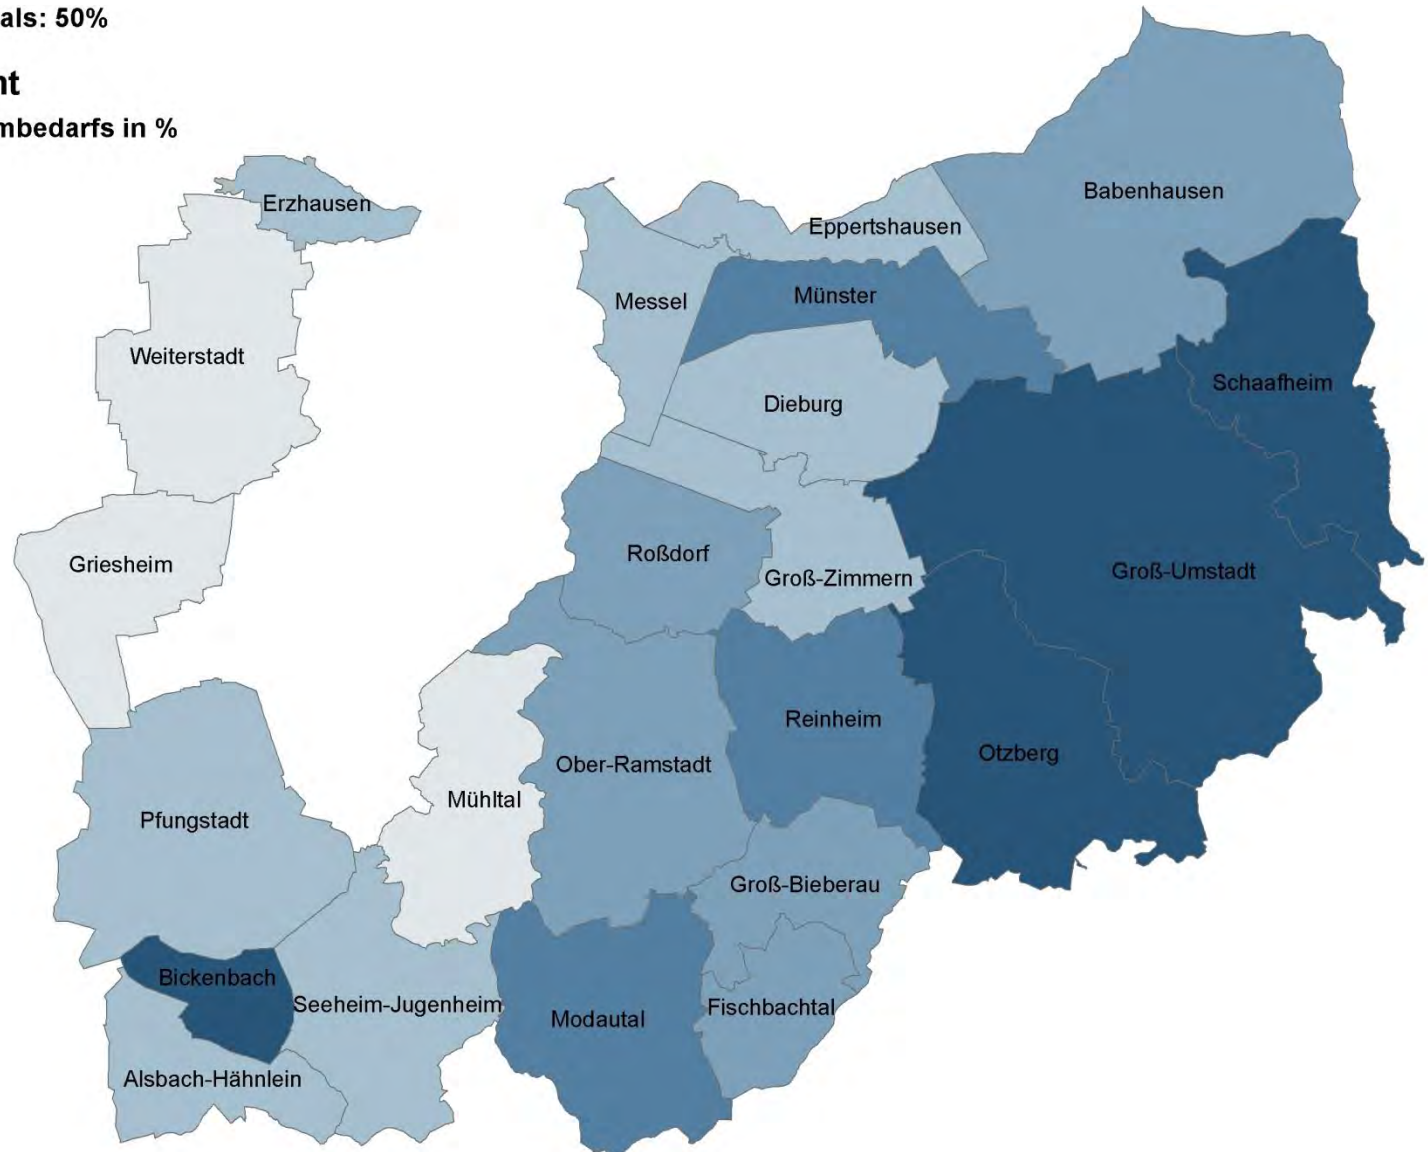 als: 50%
nt
mbedarfs in %
Erzhausen
Babenhausen
Eppertshausen
Messel
Münster
Weiterstadt
Schaafheim
Dieburg
Roßdorf
Griesheim
Groß-Zimmern
Groß-Umstadt
Reinheim
Otzberg
Ober-Ramstadt
Mühltal
Pfungstadt
Groß-Bieberau
Bickenbach
Seeheim-Jugenheim
Fischbachtal
Modautal
Alsbach-Hähnlein